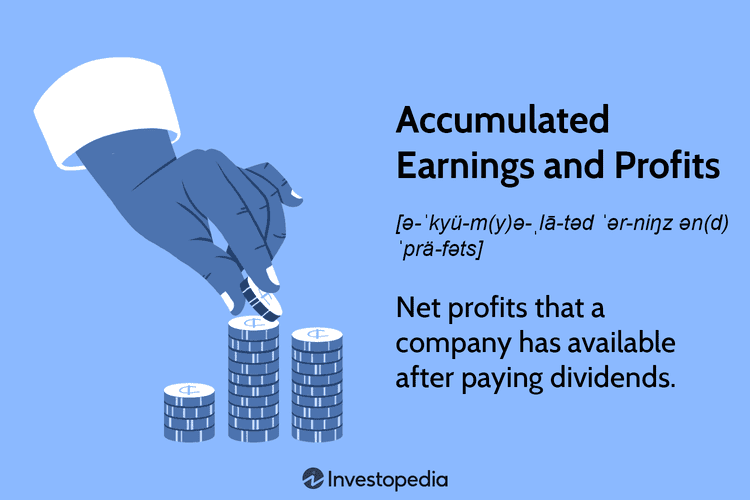 Accumulated
Earnings and Profits
[ə-ˈkyü-m(y)ə-ˌlā-təd ˈər-niŋz ən(d)
ˈprä-fəts]
Net profits that a
company has available
after paying dividends.
Investopedia